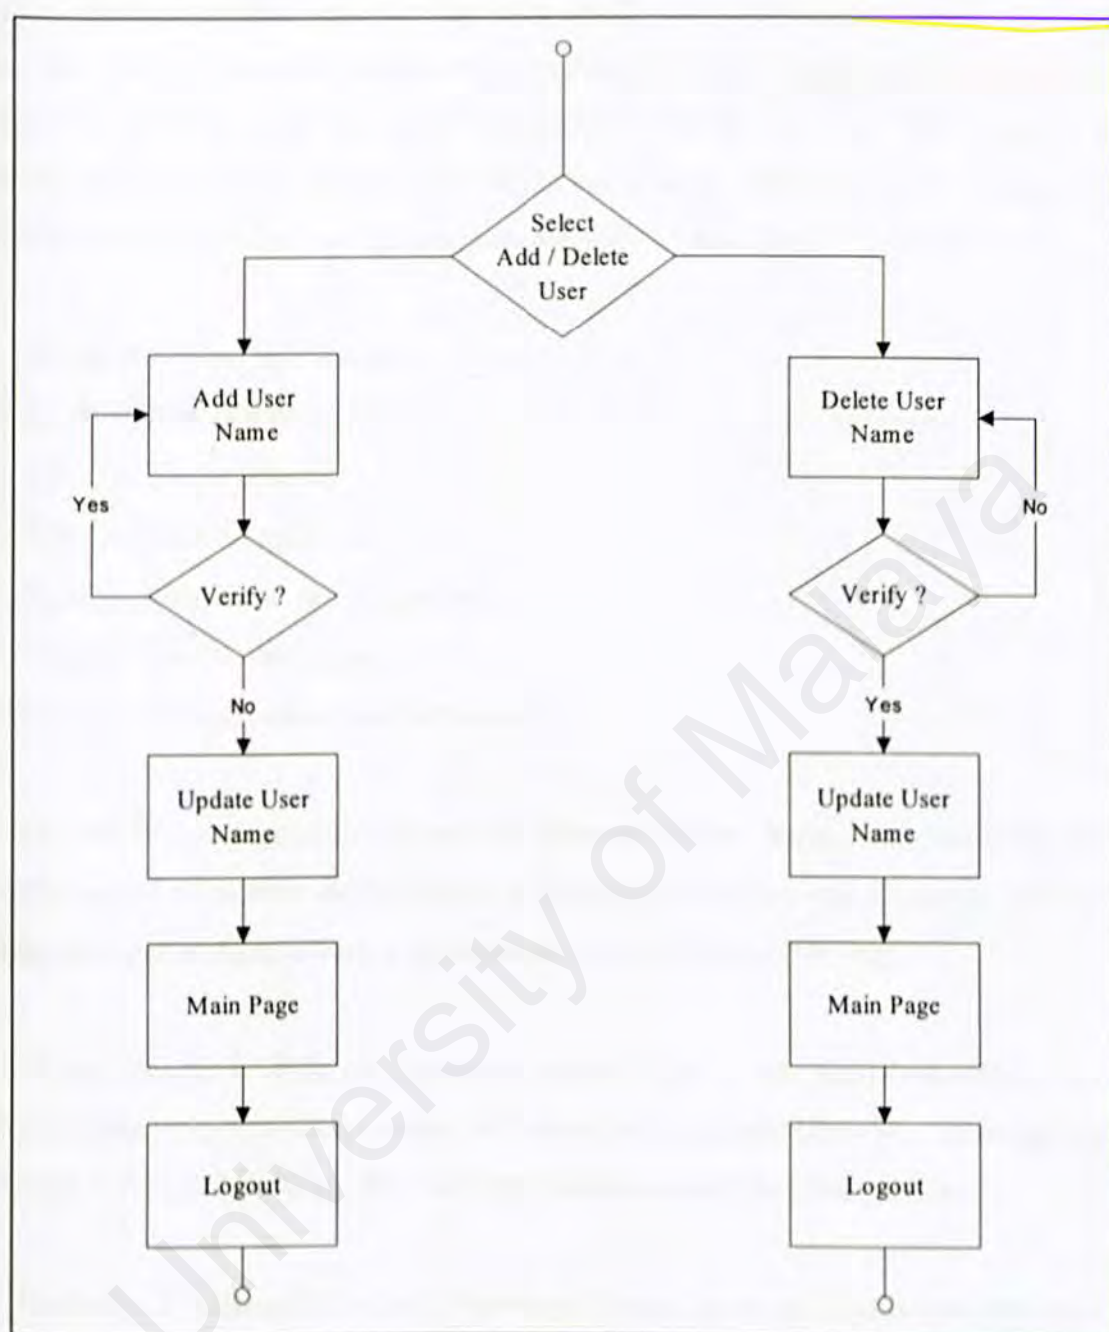 Select
Add / Delete
User
Add User
Name
Delete User
Name
Yes
No
Verify ?
Verify ?
No
Yes
Update User
Name
Update User
Name
Main Page
Main Page
Logout
Logout
University of Malaya